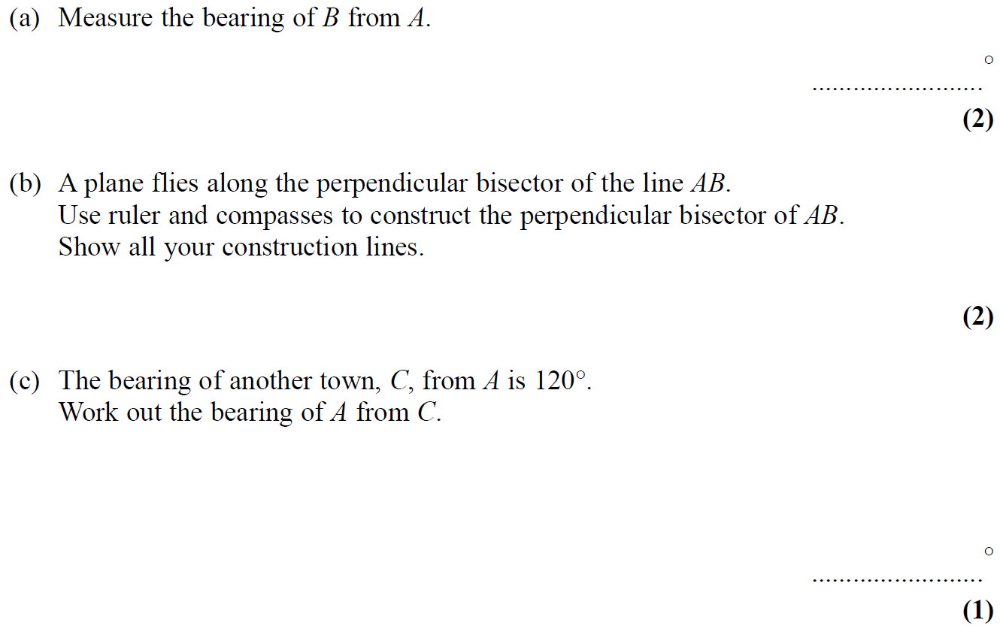 (a) Measure the bearing of B from A.
°
..........................
(2)
(b) A plane flies along the perpendicular bisector of the line AB.
Use ruler and compasses to construct the perpendicular bisector of AB.
Show all your construction lines.
(2)
(c) The bearing of another town, C, from A is 120°.
Work out the bearing of A from C.
°
..........................
(1)